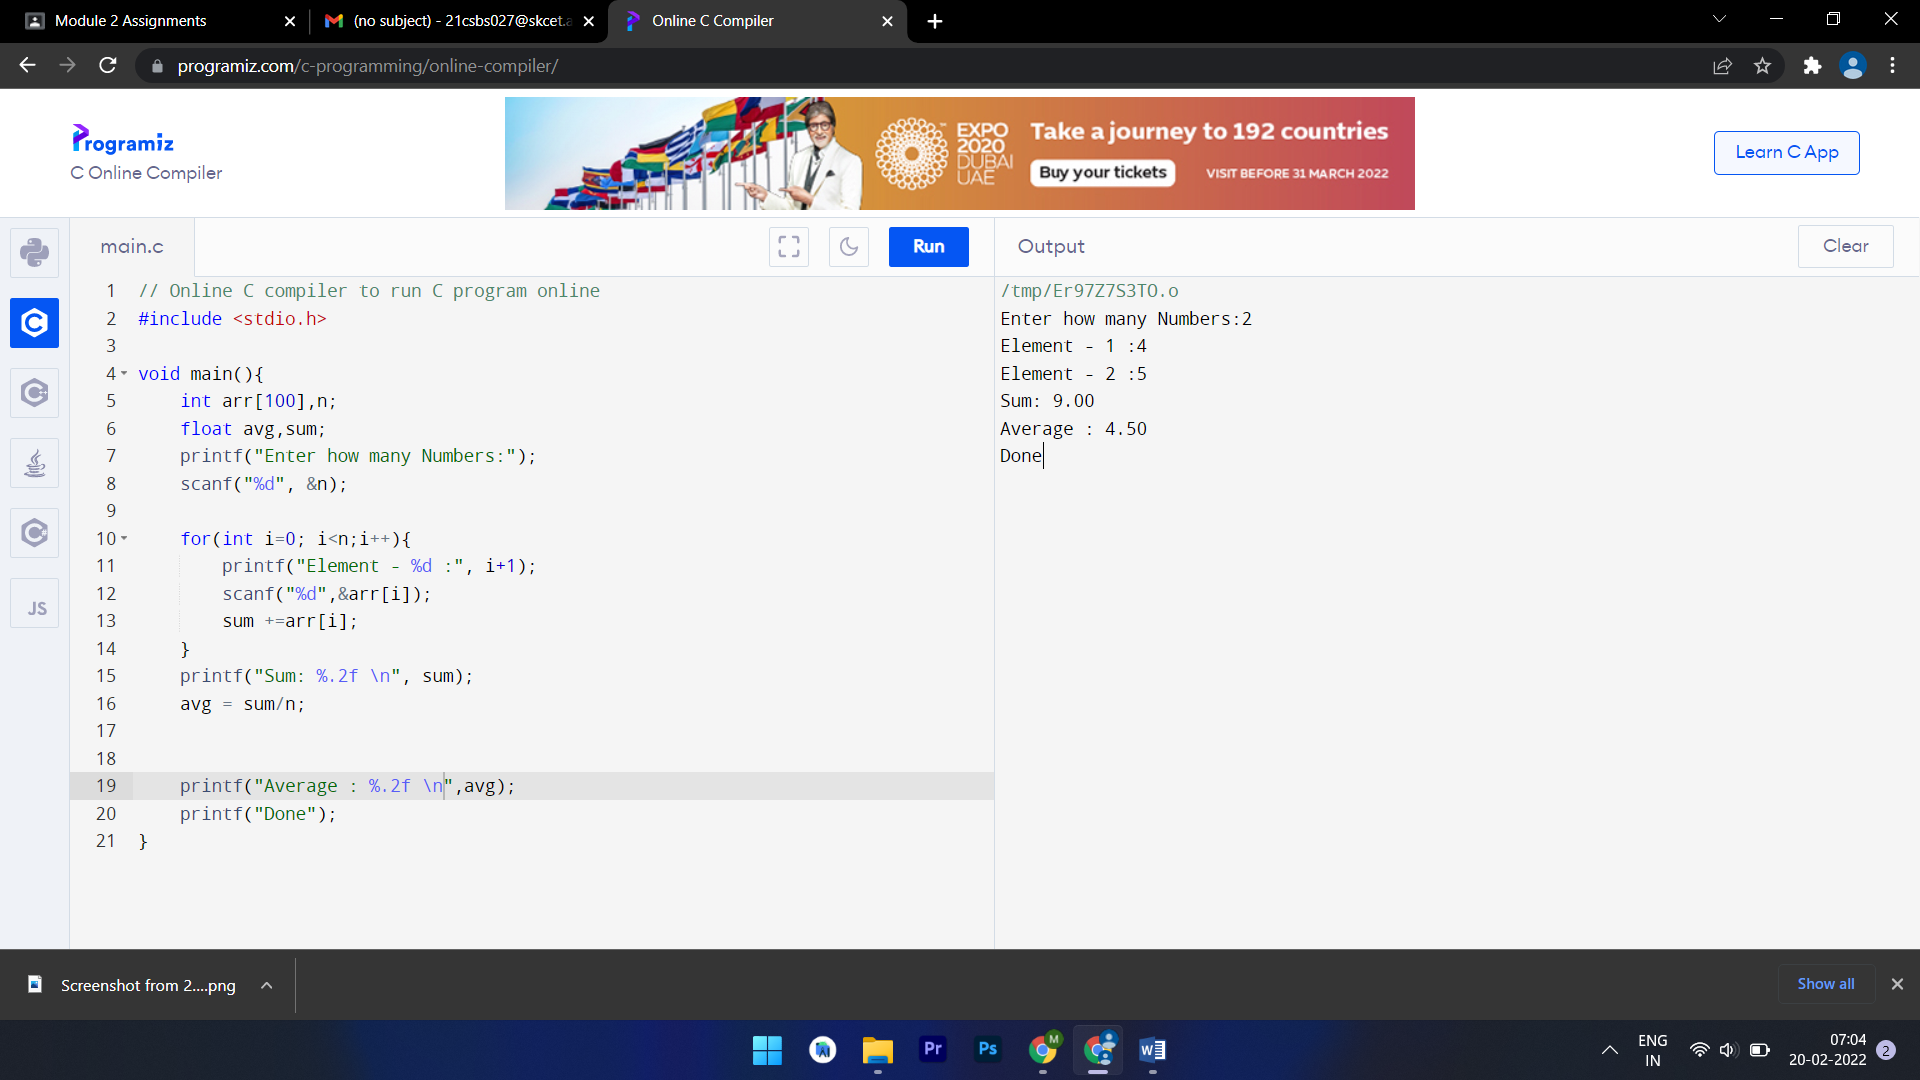 Module 2 Assignments
(no subject) - 21csbs027@skcet.a
Online C Compiler
programiz.com/c-programming/online-compiler/
Programiz
C Online Compiler
EXPO
2020
DUBAI
UAE
Take a journey to 192 countries
Buy your tickets
VISIT BEFORE 31 MARCH 2022
Learn C App
main.c
Run
Output
Clear
1 // Online C compiler to run C program online
2 #include <stdio.h>
3
4 void main(){
5 int arr[100],n;
6 float avg,sum;
7 printf("Enter how many Numbers:");
8 scanf("%d", &n);
9
10 for(int i=0; i<n;i++){
11 printf("Element - %d :", i+1);
12 scanf("%d",&arr[i]);
13 sum +=arr[i];
14 }
15 printf("Sum: %.2f \n", sum);
16 avg = sum/n;
17
18
19 printf("Average : %.2f \n",avg);
20 printf("Done");
21 }
/tmp/Er97Z7S3TO.o
Enter how many Numbers:2
Element - 1 :4
Element - 2 :5
Sum: 9.00
Average : 4.50
Done
JS
Screenshot from 2....png
Show all
Pr
Ps
M
W
ENG
IN
07:04
20-02-2022
2